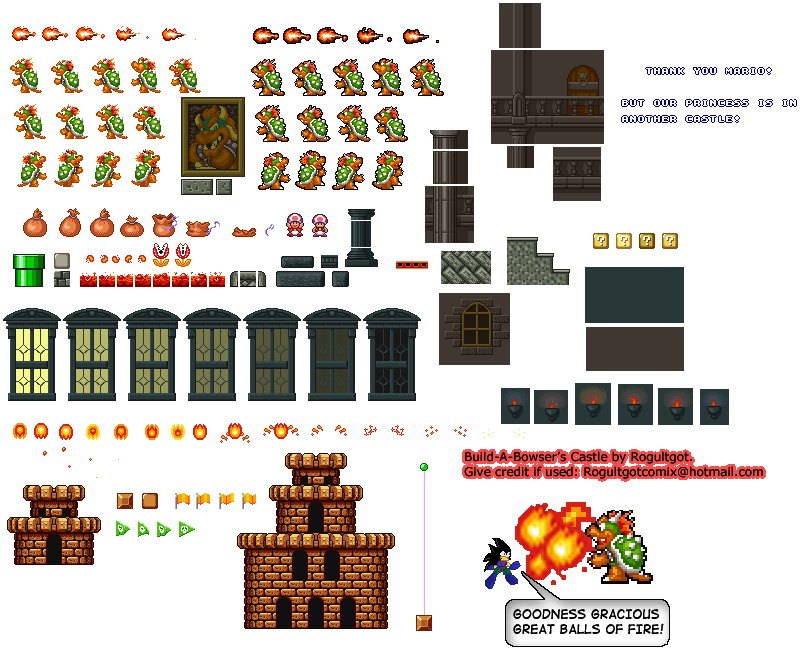 THANK YOU MARIO!
BUT OUR PRINCESS IS IN
ANOTHER CASTLE!
? ? ? ?
Build-A-Bowser's Castle by Rogultgot.
Give credit if used: Rogultgotcomix@hotmail.com
GOODNESS GRACIOUS
GREAT BALLS OF FIRE!